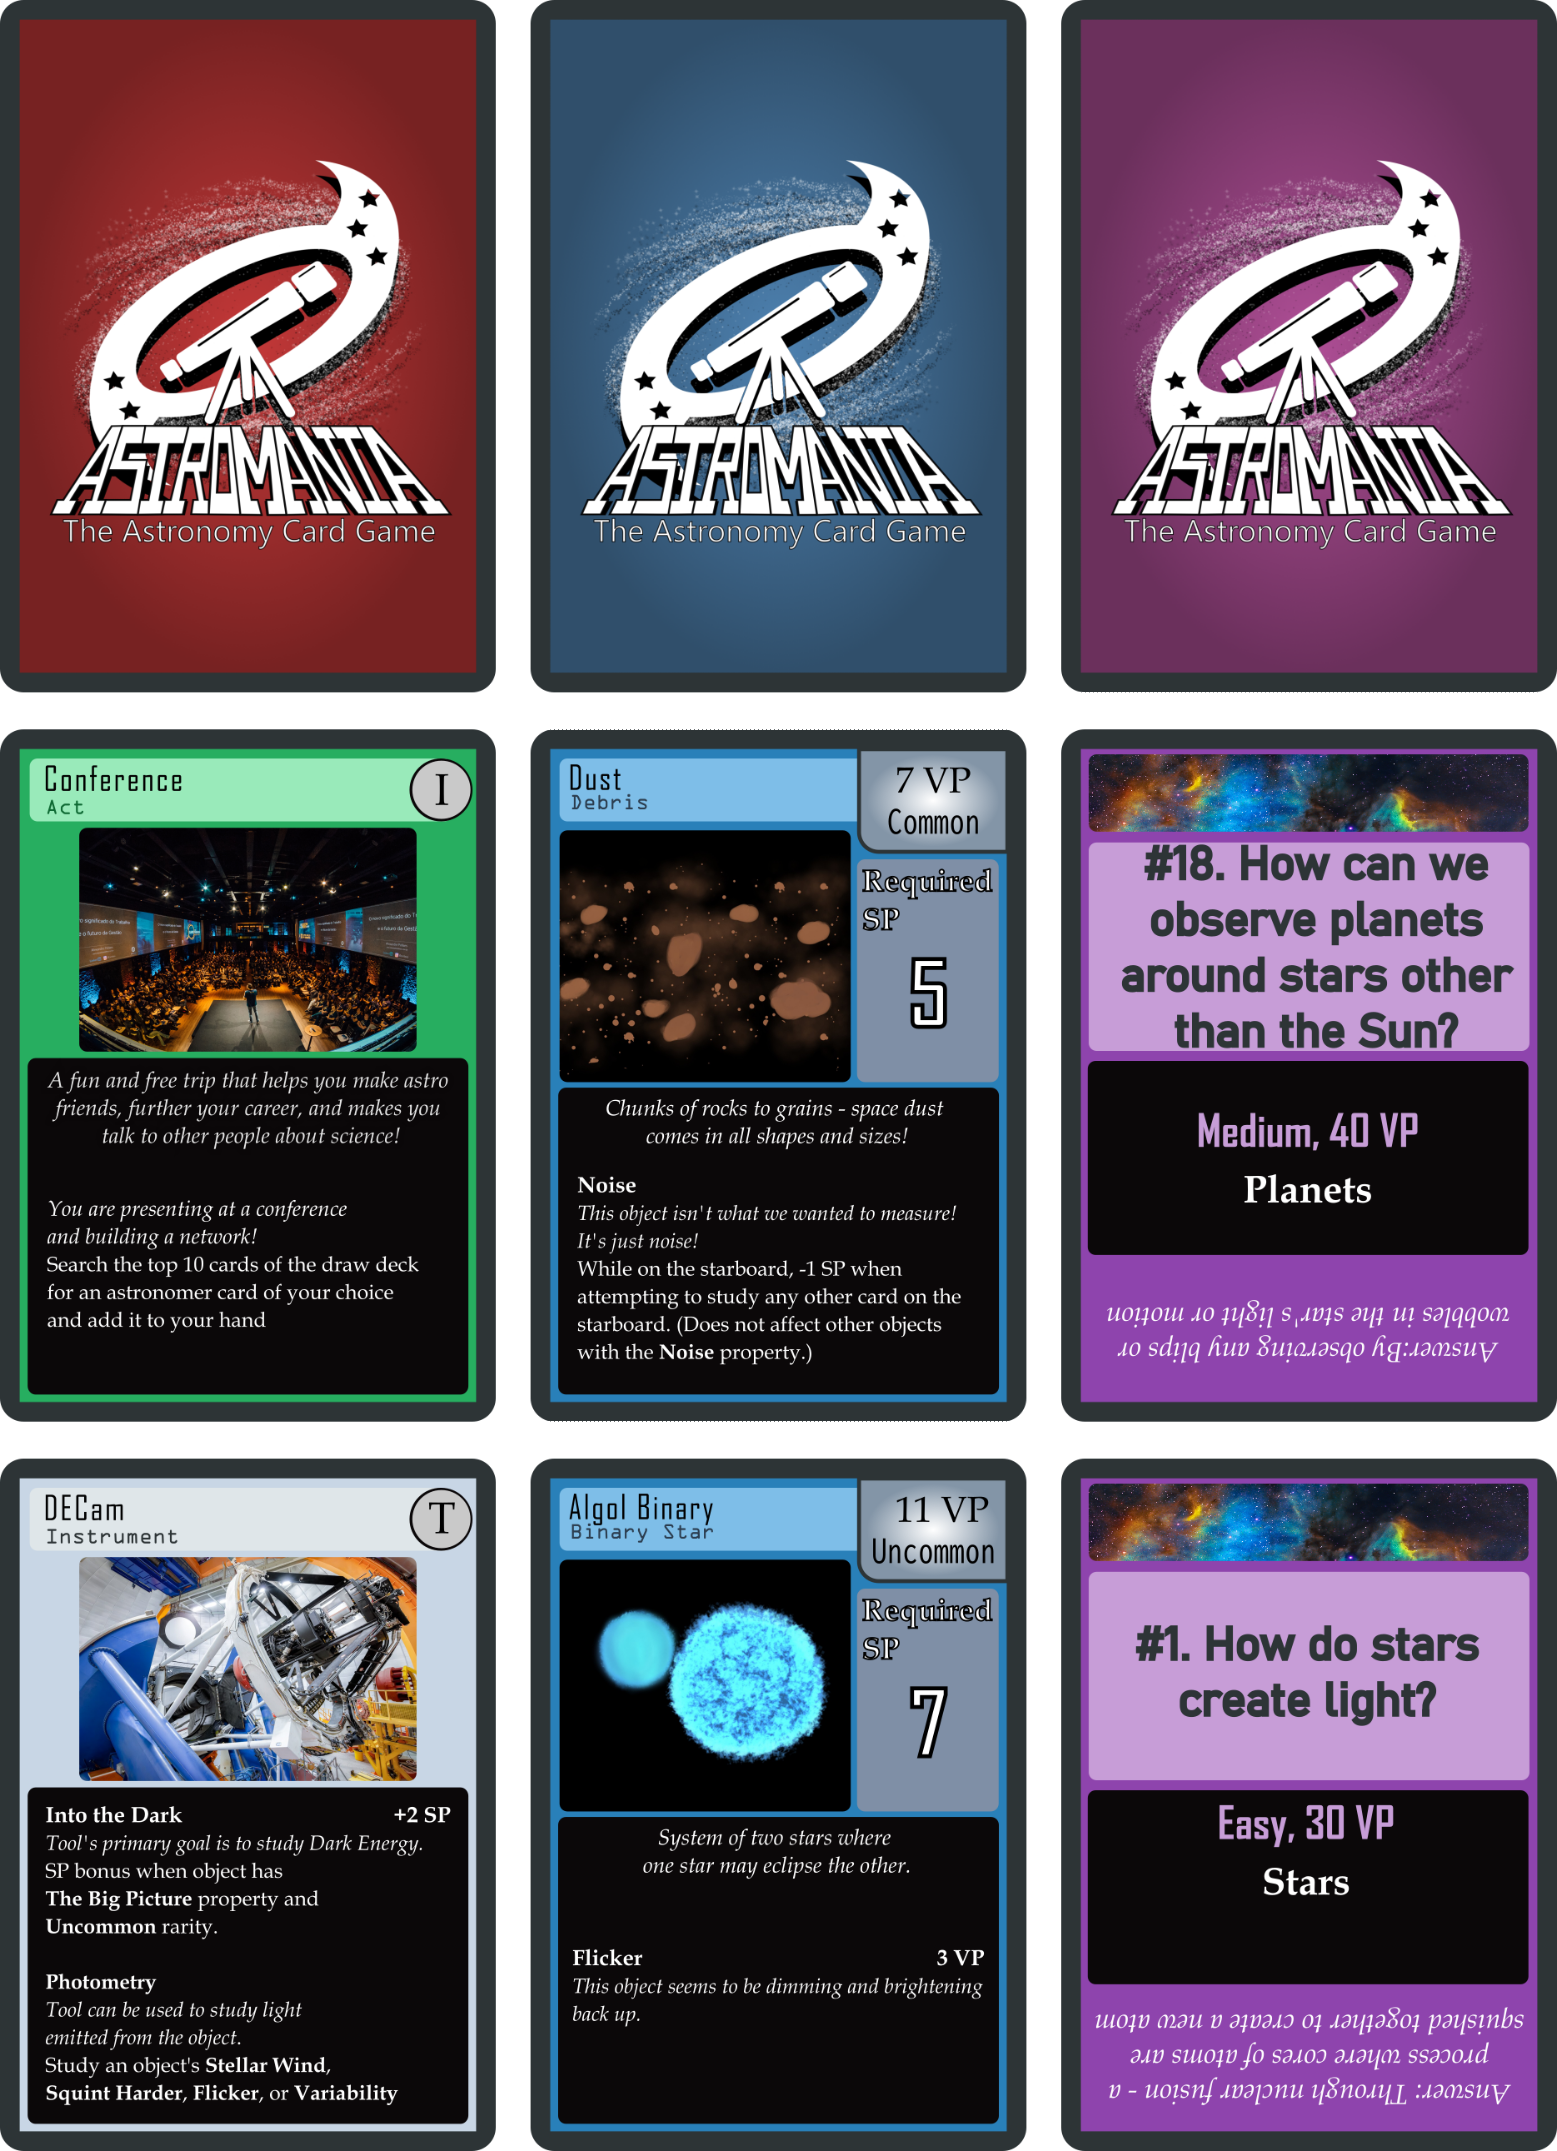 ASTROMANIA
The Astronomy Card Game
ASTROMANIA
The Astronomy Card Game
ASTROMANIA
The Astronomy Card Game
Conference
Act
I
A fun and free trip that helps you make astro
friends, further your career, and makes you
talk to other people about science!
You are presenting at a conference
and building a network!
Search the top 10 cards of the draw deck
for an astronomer card of your choice
and add it to your hand
Dust
Debris
7 VP
Common
Required
SP
5
Chunks of rocks to grains - space dust
comes in all shapes and sizes!
Noise
This object isn't what we wanted to measure!
It's just noise!
While on the starboard, -1 SP when
attempting to study any other card on the
starboard. (Does not affect other objects
with the Noise property.)
#18. How can we
observe planets
around stars other
than the Sun?
Medium, 40 VP
Planets
Answer:By observing any blips or
wobbles in the star's light or motion
DECam
Instrument
T
Into the Dark +2 SP
Tool's primary goal is to study Dark Energy.
SP bonus when object has
The Big Picture property and
Uncommon rarity.
Photometry
Tool can be used to study light
emitted from the object.
Study an object's Stellar Wind,
Squint Harder, Flicker, or Variability
Algol Binary
Binary Star
11 VP
Uncommon
Required
SP
7
System of two stars where
one star may eclipse the other.
Flicker 3 VP
This object seems to be dimming and brightening
back up.
#1. How do stars
create light?
Easy, 30 VP
Stars
Answer: Through nuclear fusion - a
process where cores of atoms are
squished together to create a new atom